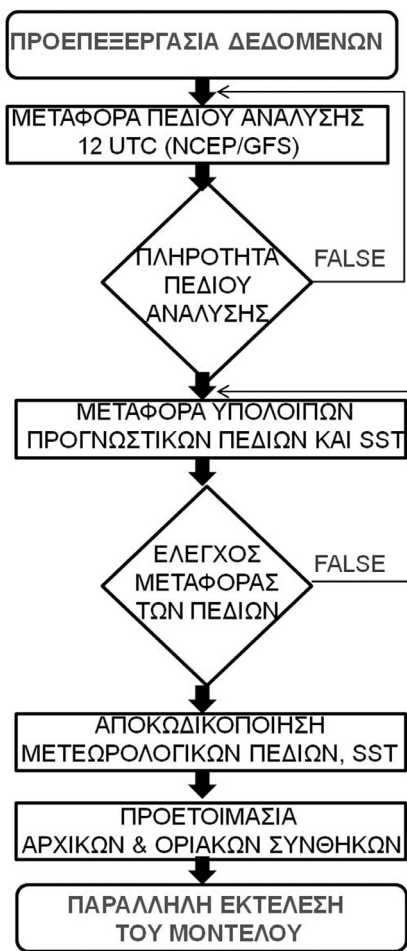 ΠΡΟΕΠΕΞΕΡΓΑΣΙΑ ΔΕΔΟΜΕΝΩΝ
ΜΕΤΑΦΟΡΑ ΠΕΔΙΟΥ ΑΝΑΛΥΣΗΣ
12 UTC (NCEP/GFS)
ΠΛΗΡΟΤΗΤΑ
ΠΕΔΙΟΥ
ΑΝΑΛΥΣΗΣ
FALSE
ΜΕΤΑΦΟΡΑ ΥΠΟΛΟΙΠΩΝ
ΠΡΟΓΝΩΣΤΙΚΩΝ ΠΕΔΙΩΝ ΚΑΙ SST
ΕΛΕΓΧΟΣ
ΜΕΤΑΦΟΡΑΣ
ΤΩΝ ΠΕΔΙΩΝ
FALSE
ΑΠΟΚΩΔΙΚΟΠΟΙΗΣΗ
ΜΕΤΕΩΡΟΛΟΓΙΚΩΝ ΠΕΔΙΩΝ, SST
ΠΡΟΕΤΟΙΜΑΣΙΑ
ΑΡΧΙΚΩΝ & ΟΡΙΑΚΩΝ ΣΥΝΘΗΚΩΝ
ΠΑΡΑΛΛΗΛΗ ΕΚΤΕΛΕΣΗ
ΤΟΥ ΜΟΝΤΕΛΟΥ